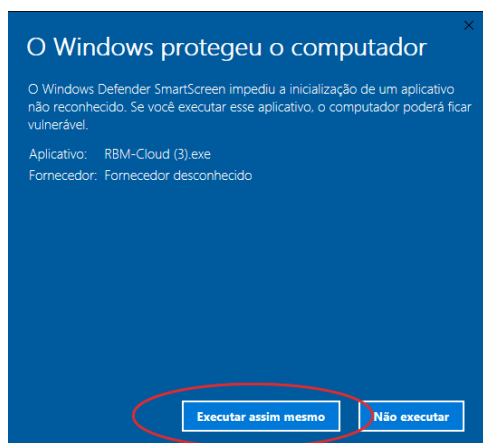 O Windows protegeu o computador
O Windows Defender SmartScreen impediu a inicialização de um aplicativo
não reconhecido. Se você executar esse aplicativo, o computador poderá ficar
vulnerável.
Aplicativo: RBM-Cloud (3).exe
Fornecedor: Fornecedor desconhecido
Executar assim mesmo Não executar